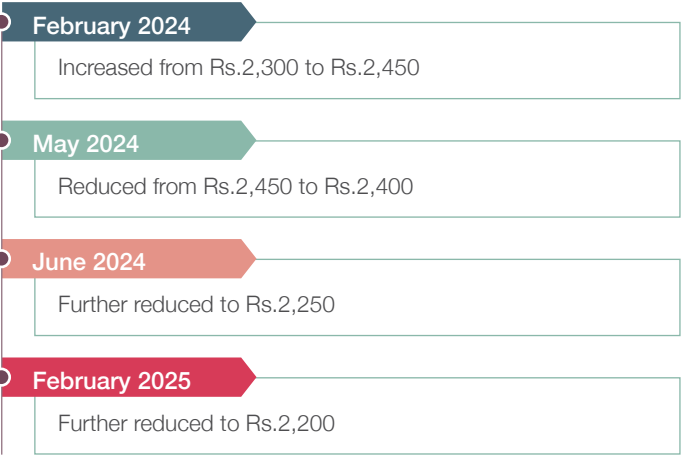 February 2024
Increased from Rs.2,300 to Rs.2,450
May 2024
Reduced from Rs.2,450 to Rs.2,400
June 2024
Further reduced to Rs.2,250
February 2025
Further reduced to Rs.2,200